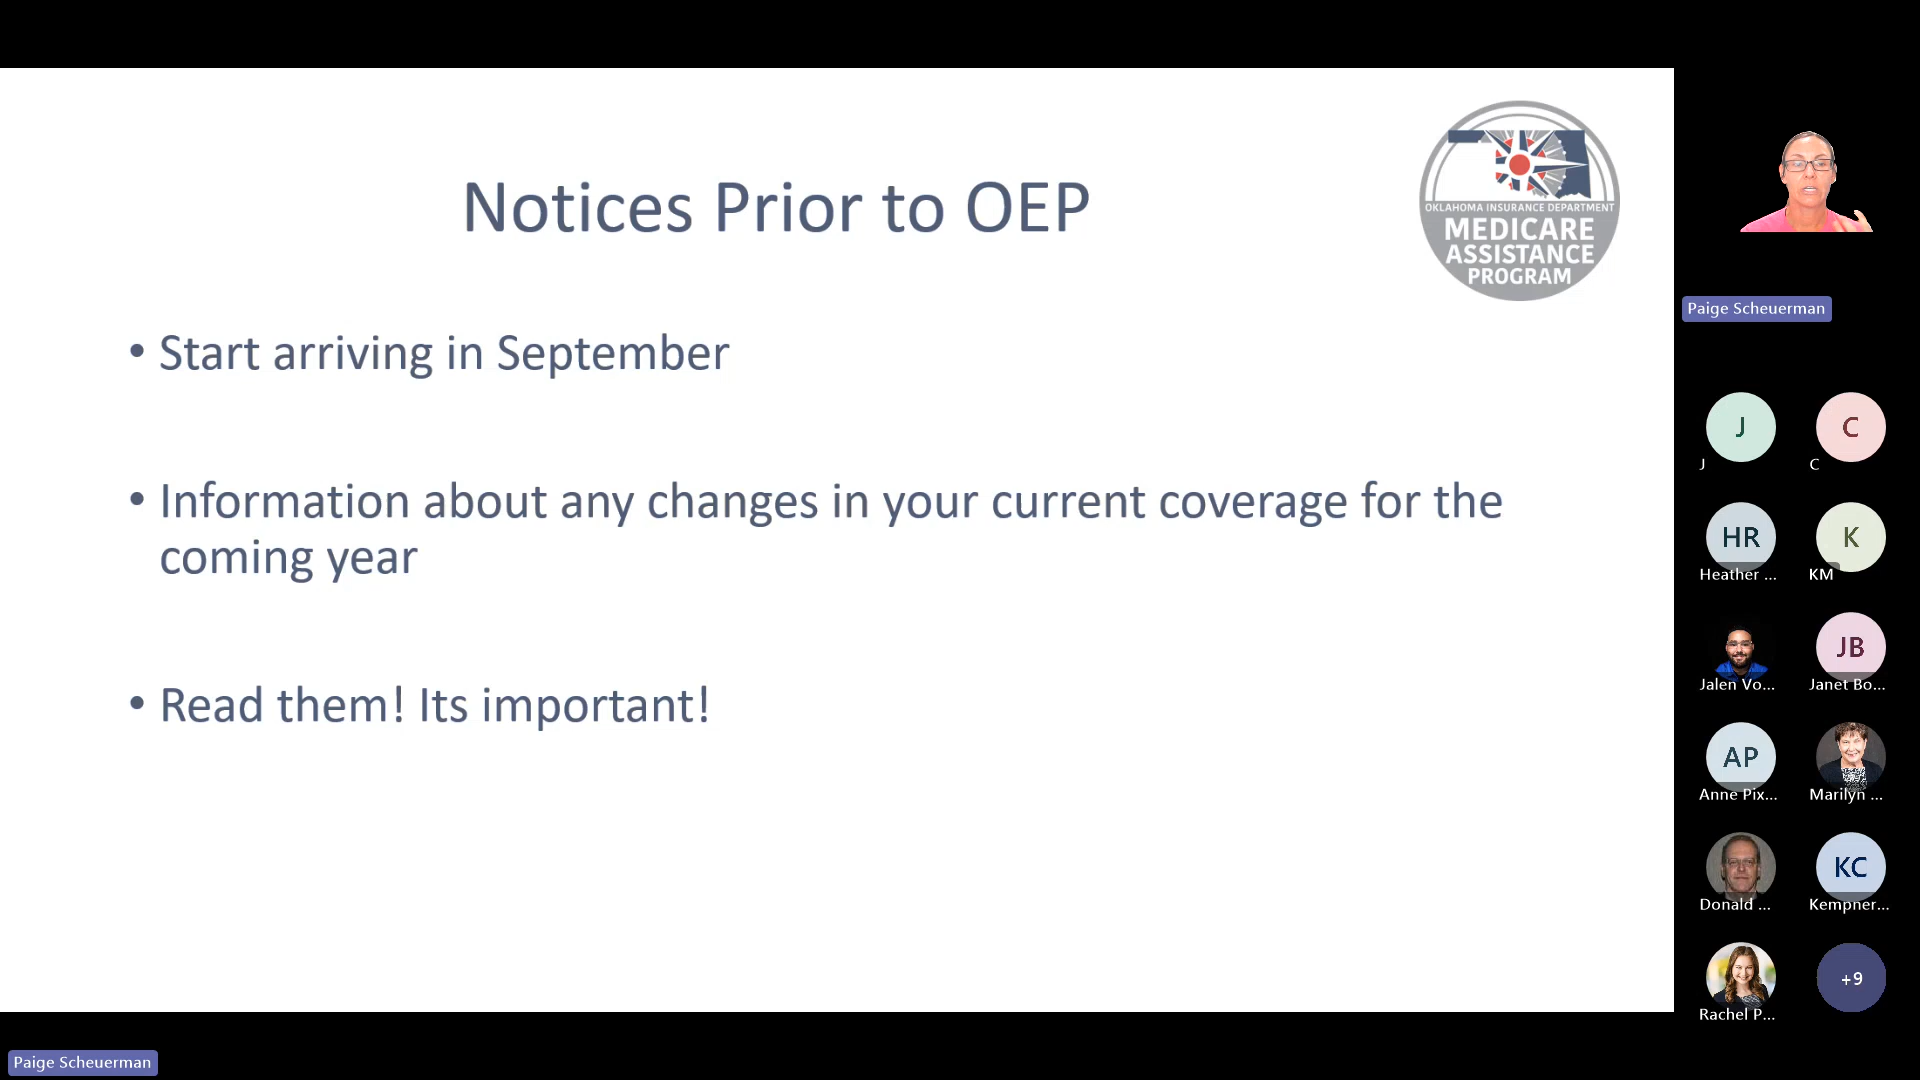 Notices Prior to OEP
OKLAHOMA INSURANCE DEPARTMENT
MEDICARE
ASSISTANCE
PROGRAM
• Start arriving in September
• Information about any changes in your current coverage for the
coming year
• Read them! Its important!
Paige Scheuerman
J
C
J
C
HR
K
Heather ...
KM
JB
Jalen Vo...
Janet Bo...
AP
Anne Pix...
Marilyn ...
KC
Donald ...
Kempner...
+9
Rachel P...
Paige Scheuerman